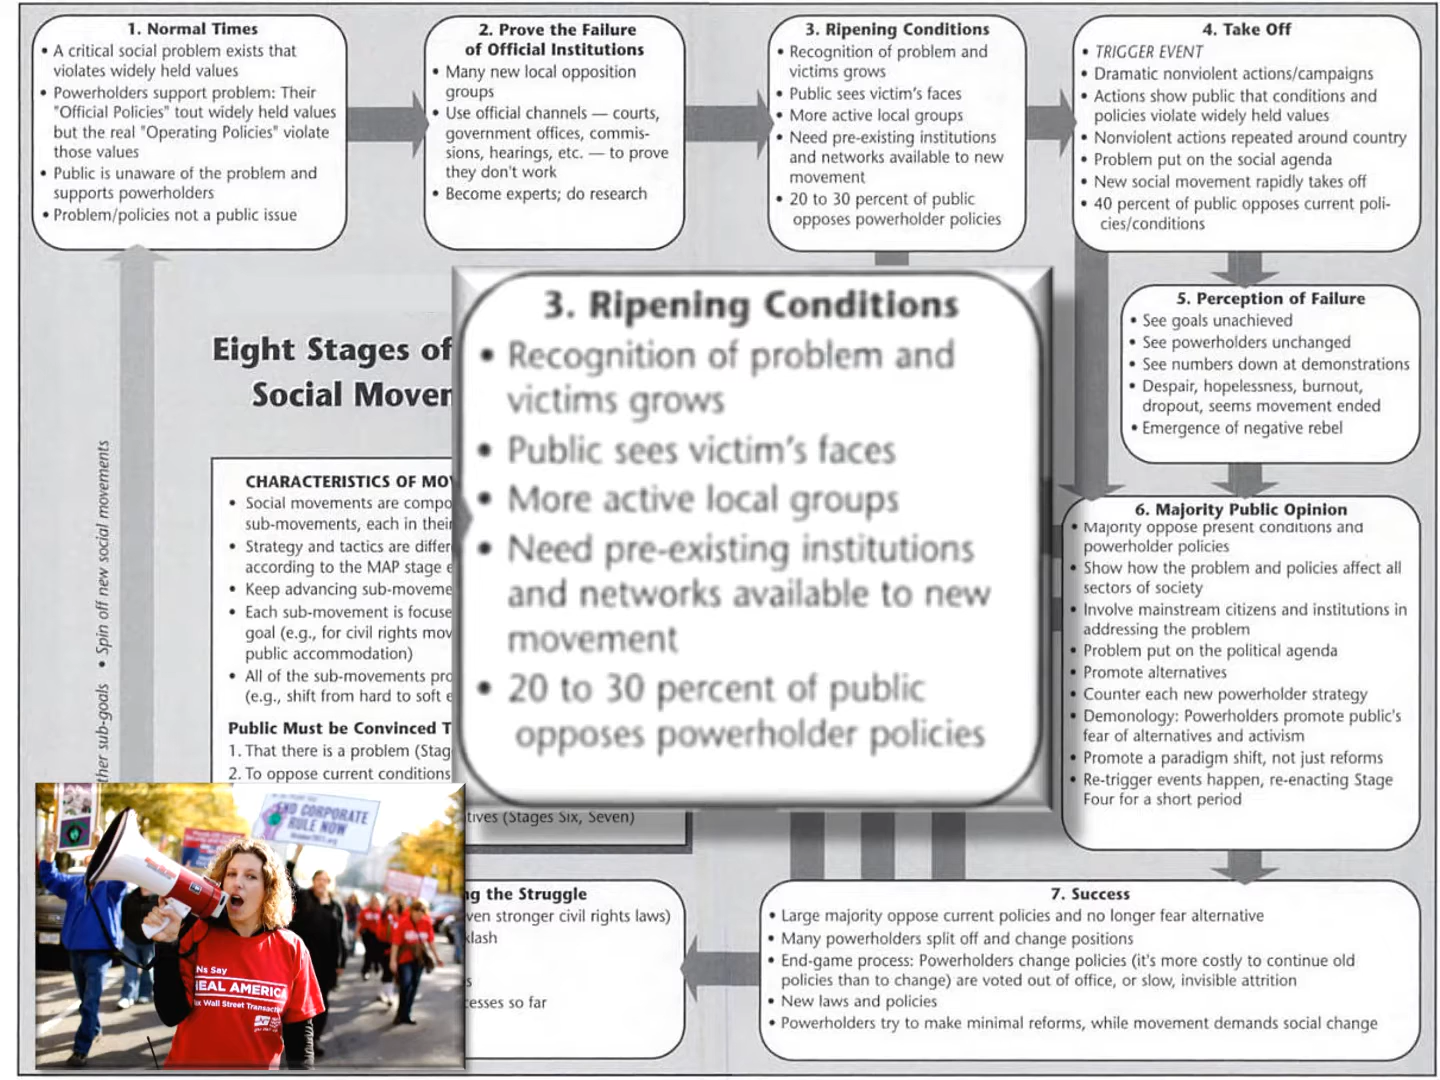 1. Normal Times
• A critical social problem exists that
violates widely held values
• Powerholders support problem: Their
"Official Policies" tout widely held values
but the real "Operating Policies" violate
those values
• Public is unaware of the problem and
supports powerholders
• Problem/policies not a public issue
2. Prove the Failure
of Official Institutions
• Many new local opposition
groups
• Use official channels — courts,
government offices, commis-
sions, hearings, etc. — to prove
they don't work
• Become experts; do research
3. Ripening Conditions
• Recognition of problem and
victims grows
• Public sees victim's faces
• More active local groups
• Need pre-existing institutions
and networks available to new
movement
• 20 to 30 percent of public
opposes powerholder policies
4. Take Off
• TRIGGER EVENT
• Dramatic nonviolent actions/campaigns
• Actions show public that conditions and
policies violate widely held values
• Nonviolent actions repeated around country
• Problem put on the social agenda
• New social movement rapidly takes off
• 40 percent of public opposes current poli-
cies/conditions
5. Perception of Failure
• See goals unachieved
• See powerholders unchanged
• See numbers down at demonstrations
• Despair, hopelessness, burnout,
dropout, seems movement ended
• Emergence of negative rebel
3. Ripening Conditions
• Recognition of problem and
victims grows
• Public sees victim's faces
• More active local groups
• Need pre-existing institutions
and networks available to new
movement
• 20 to 30 percent of public
opposes powerholder policies
Eight Stages of
Social Mover
CHARACTERISTICS OF MO
• Social movements are compo
sub-movements, each in their
• Strategy and tactics are differ
according to the MAP stage
• Keep advancing sub-moveme
• Each sub-movement is focuse
goal (e.g., for civil rights mov
public accommodation)
• All of the sub-movements pro
(e.g., shift from hard to soft e
Public Must be Convinced T
1. That there is a problem (Stag
2. To oppose current conditions
tives (Stages Six, Seven)
ther sub-goals • Spin off new social movements
6. Majority Public Opinion
• Majority oppose present conditions and
powerholder policies
• Show how the problem and policies affect all
sectors of society
• Involve mainstream citizens and institutions in
addressing the problem
• Problem put on the political agenda
• Promote alternatives
• Counter each new powerholder strategy
• Demonology: Powerholders promote public's
fear of alternatives and activism
• Promote a paradigm shift, not just reforms
• Re-trigger events happen, re-enacting Stage
Four for a short period
7. Success
• Large majority oppose current policies and no longer fear alternative
• Many powerholders split off and change positions
• End-game process: Powerholders change policies (it's more costly to continue old
policies than to change) are voted out of office, or slow, invisible attrition
• New laws and policies
• Powerholders try to make minimal reforms, while movement demands social change
ng the Struggle
ven stronger civil rights laws)
klash
s
cesses so far
END CORPORATE
RULE NOW
Ns Say
HEAL AMERICA
ax Wall Street Transact